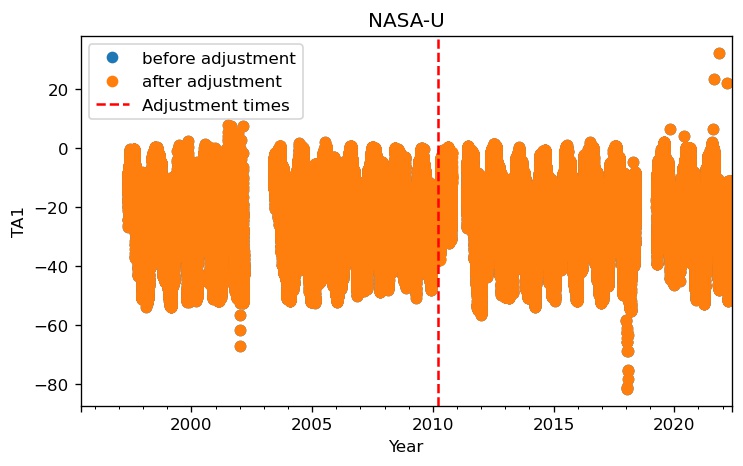 NASA-U
before adjustment
after adjustment
Adjustment times
TA1
20
0
−20
−40
−60
−80
2000 2005 2010 2015 2020
Year